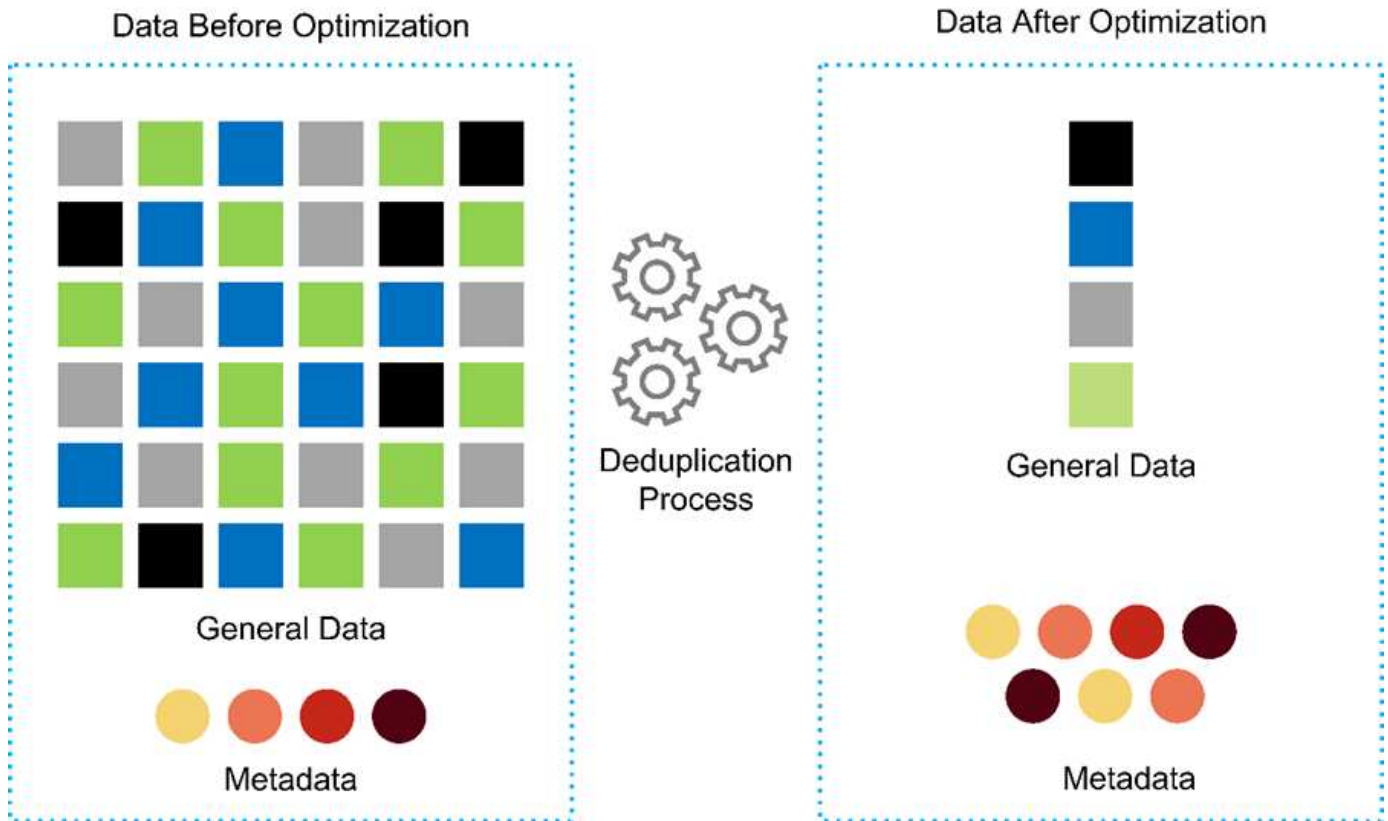 Data Before Optimization
Data After Optimization
Deduplication
Process
General Data
General Data
Metadata
Metadata